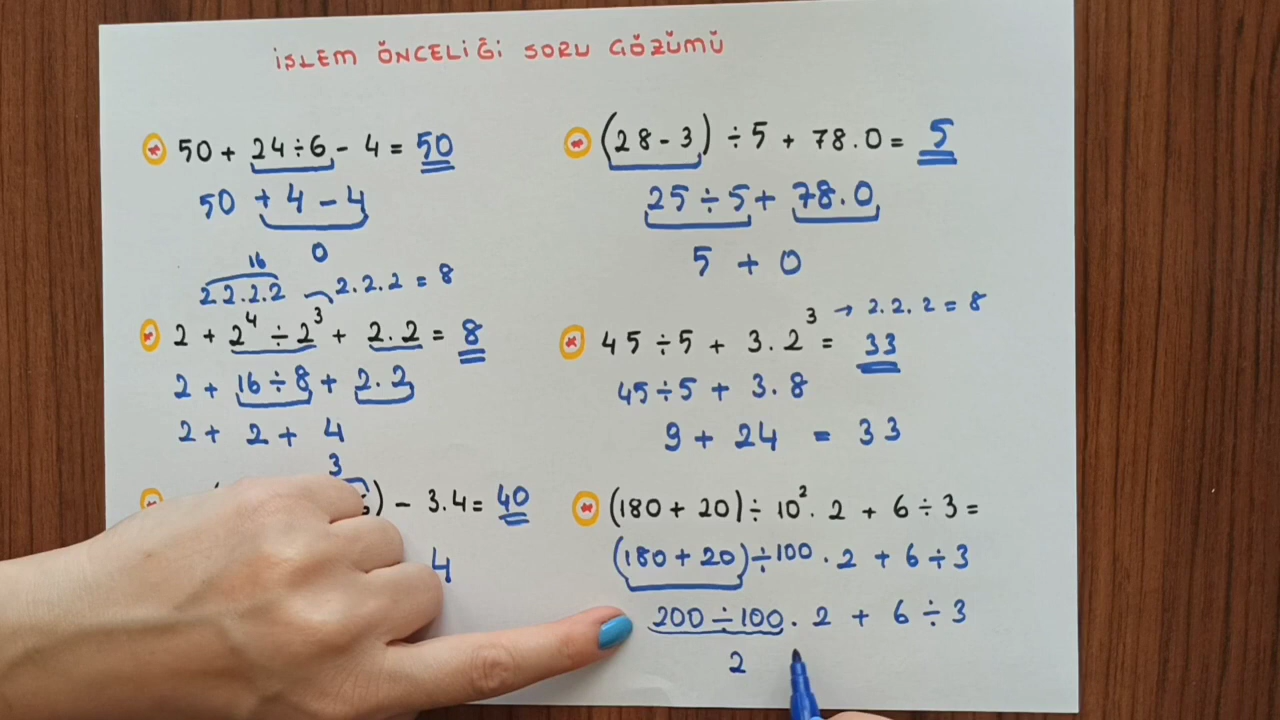 İŞLEM ÖNCELİĞİ SORU ÇÖZÜMÜ
50 + 24 ÷ 6 - 4 = 50
50 + 4 - 4
0
16
2 2.2.2 2.2.2 = 8
2 + 2⁴ ÷ 2³ + 2.2 = 8
2 + 16 ÷ 8 + 2.2
2 + 2 + 4
3
) - 3.4 = 40
4
(28 - 3) ÷ 5 + 78.0 = 5
25 ÷ 5 + 78.0
5 + 0
→ 2.2.2 = 8
45 ÷ 5 + 3.2³ = 33
45 ÷ 5 + 3.8
9 + 24 = 33
(180 + 20) ÷ 10².2 + 6 ÷ 3 =
(180 + 20) ÷ 100.2 + 6 ÷ 3
200 ÷ 100.2 + 6 ÷ 3
2